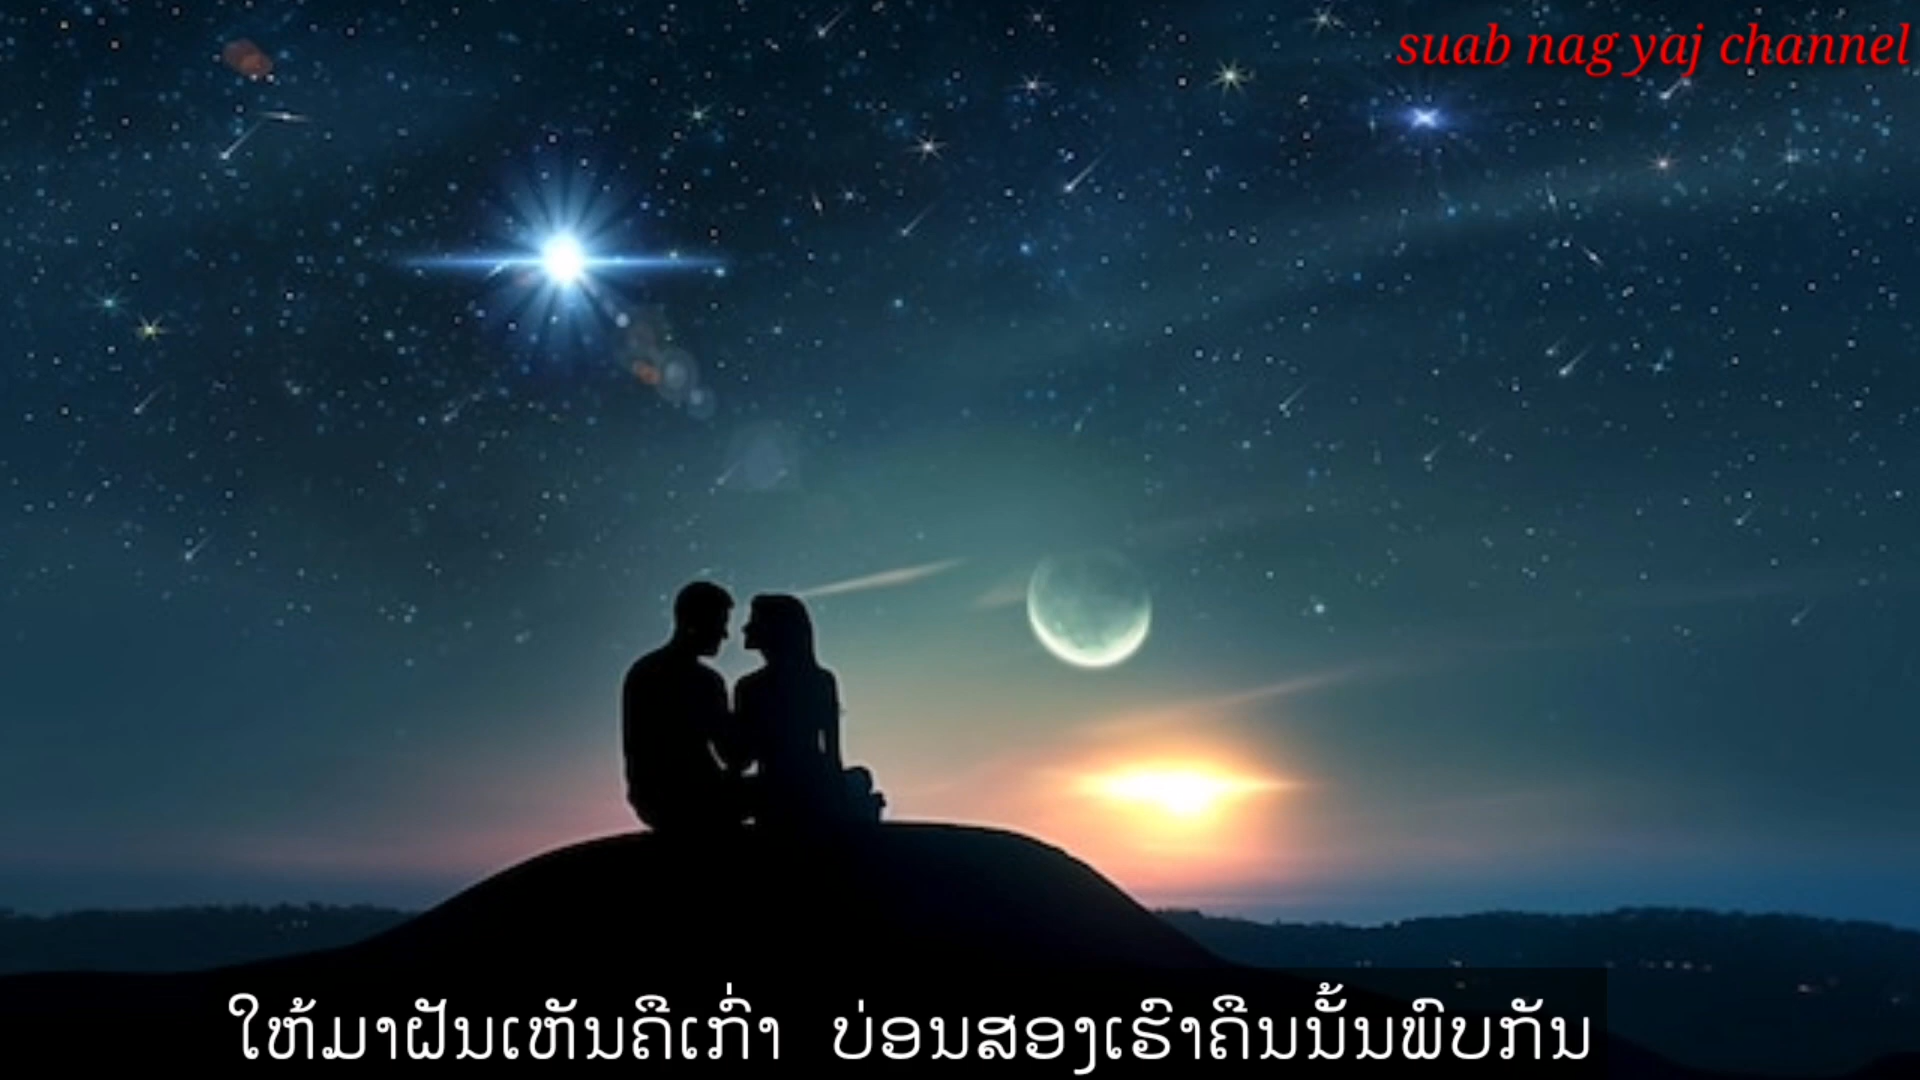 suab nag yaj channel
ໃຫ້ມາຝັນເຫັນຄືເກົ່າ ບ່ອນສອງເຮົາຄືນນັ້ນພົບກັນ